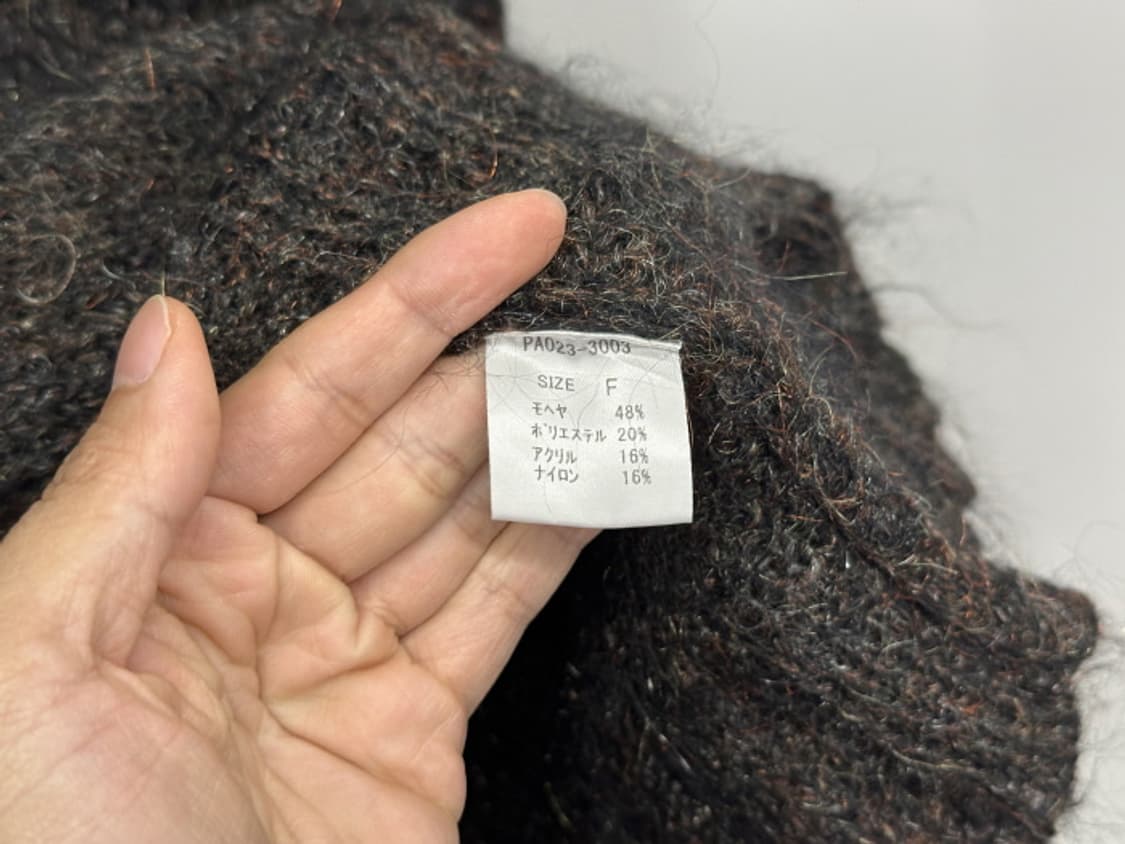 PA023-3003
SIZE F
モヘヤ 48%
ポリエステル 20%
アクリル 16%
ナイロン 16%